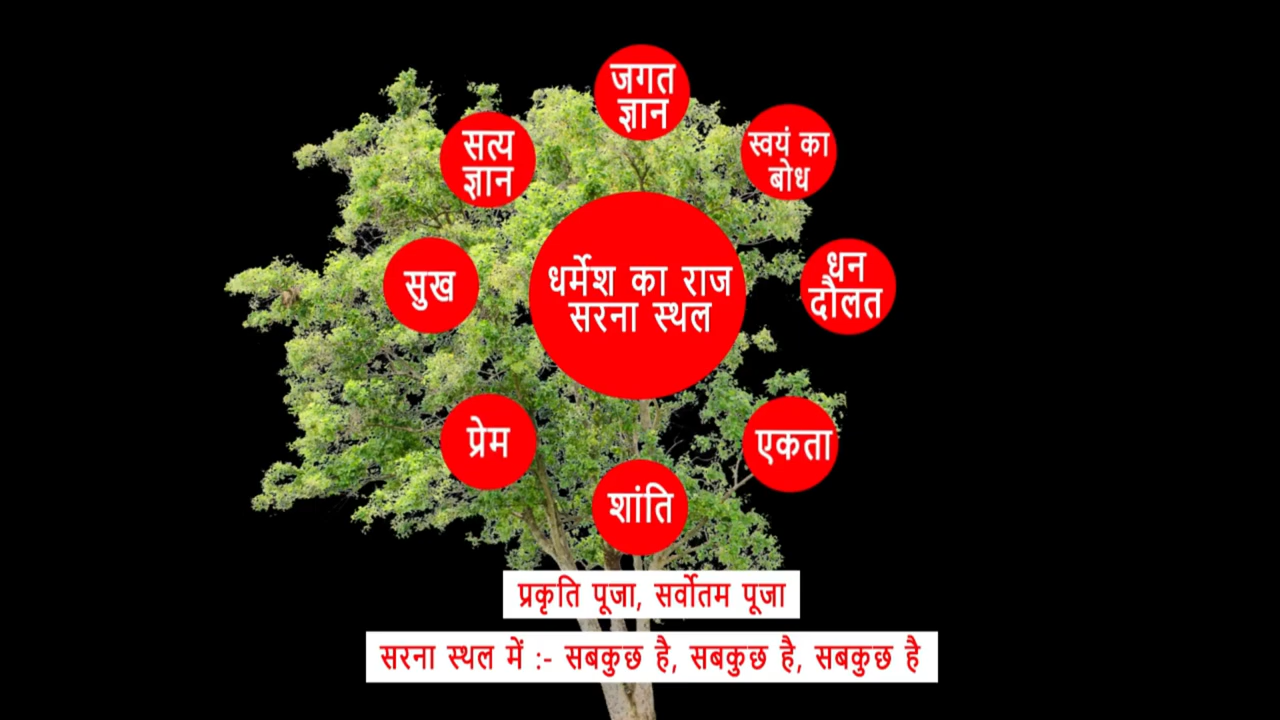 जगत
ज्ञान
सत्य
ज्ञान
स्वयं का
बोध
सुख
धर्मेश का राज
सरना स्थल
धन
दौलत
प्रेम
एकता
शांति
प्रकृति पूजा, सर्वोतम पूजा
सरना स्थल में :- सबकुछ है, सबकुछ है, सबकुछ है